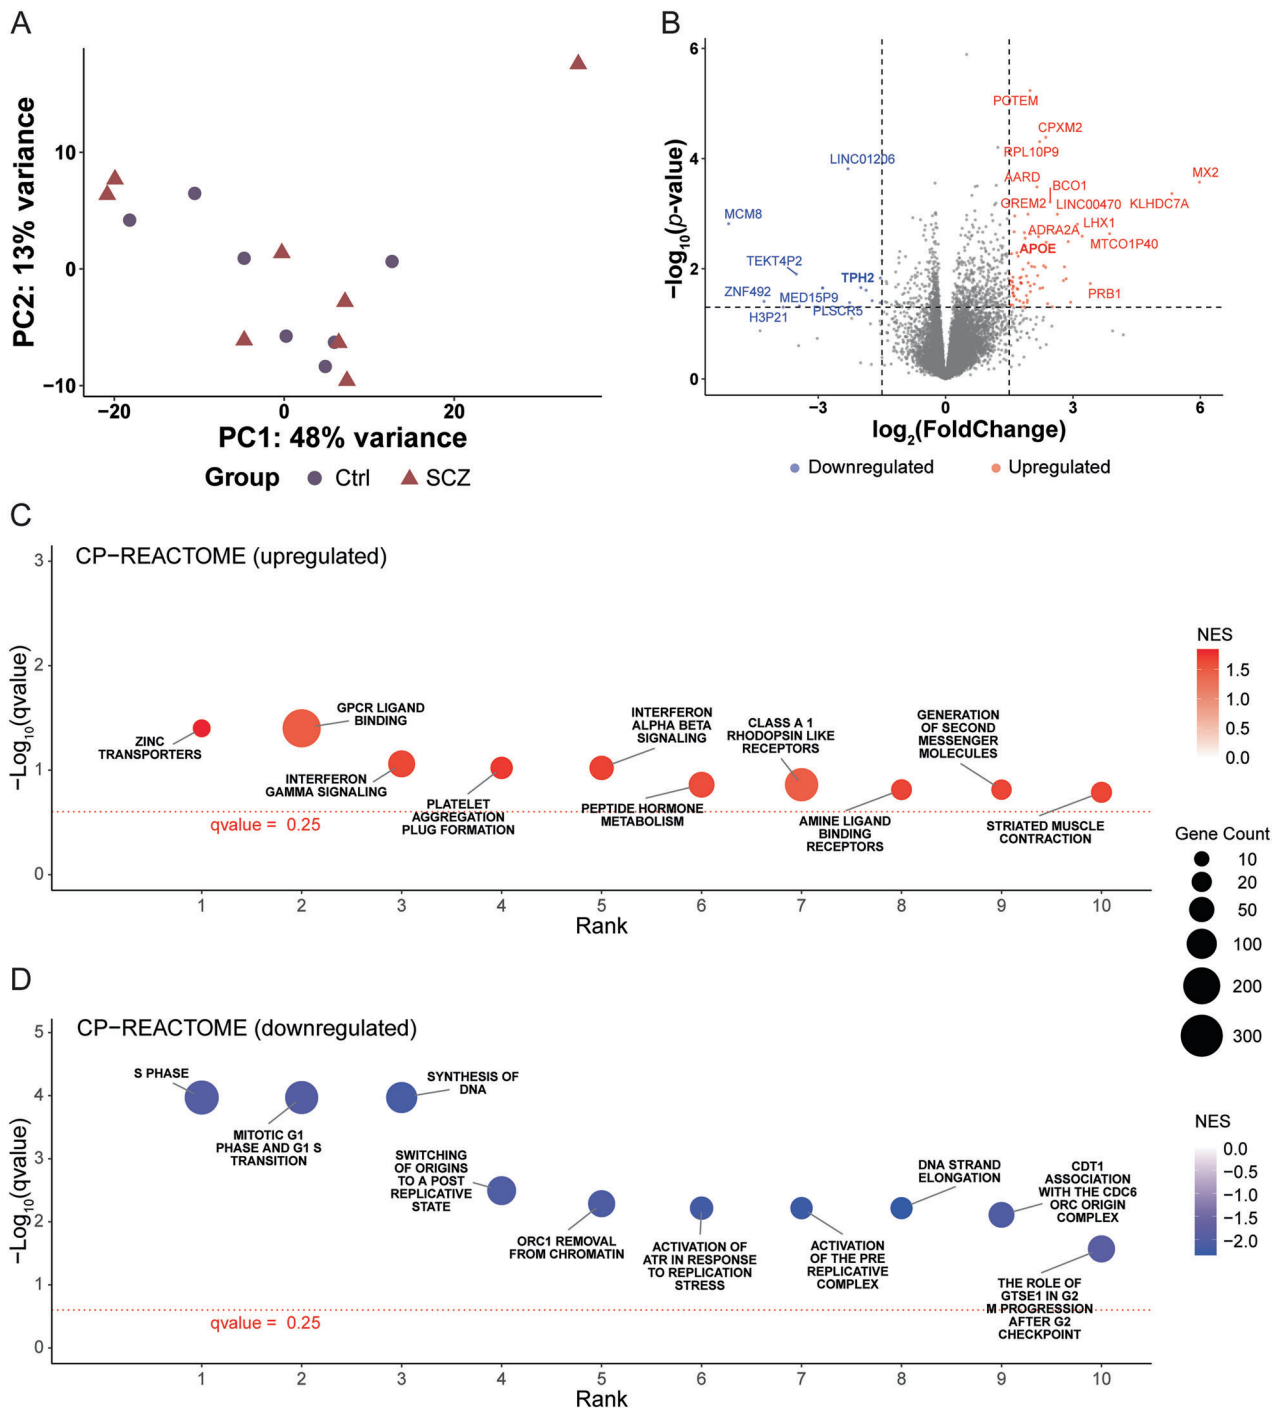 A
PC2: 13% variance
10
0
−10
−20
0
20
PC1: 48% variance
Group
Ctrl
SCZ
B
−log10(p-value)
6
4
2
0
POTEM
CPXM2
LINC01206
RPL10P9
AARD
BCO1
MX2
GREM2
LINC00470
KLHDC7A
MCM8
ADRA2A
LHX1
APOE
MTCO1P40
TEKT4P2
TPH2
ZNF492
MED15P9
PRB1
H3P21
PLSCR5
−3
0
3
6
log2(FoldChange)
Downregulated
Upregulated
C
CP−REACTOME (upregulated)
−Log10(qvalue)
3
2
1
0
ZINC
TRANSPORTERS
GPCR LIGAND
BINDING
INTERFERON
GAMMA SIGNALING
PLATELET
AGGREGATION
PLUG FORMATION
INTERFERON
ALPHA BETA
SIGNALING
PEPTIDE HORMONE
METABOLISM
CLASS A 1
RHODOPSIN LIKE
RECEPTORS
AMINE LIGAND
BINDING
RECEPTORS
GENERATION
OF SECOND
MESSENGER
MOLECULES
STRIATED MUSCLE
CONTRACTION
qvalue = 0.25
1
2
3
4
5
6
7
8
9
10
Rank
NES
1.5
1.0
0.5
0.0
Gene Count
10
20
50
100
200
300
D
CP−REACTOME (downregulated)
−Log10(qvalue)
5
4
3
2
1
0
S PHASE
MITOTIC G1
PHASE AND G1 S
TRANSITION
SYNTHESIS OF
DNA
SWITCHING
OF ORIGINS
TO A POST
REPLICATIVE
STATE
ORC1 REMOVAL
FROM CHROMATIN
ACTIVATION OF
ATR IN RESPONSE
TO REPLICATION
STRESS
ACTIVATION
OF THE PRE
REPLICATIVE
COMPLEX
DNA STRAND
ELONGATION
CDT1
ASSOCIATION
WITH THE CDC6
ORC ORIGIN
COMPLEX
THE ROLE OF
GTSE1 IN G2
M PROGRESSION
AFTER G2
CHECKPOINT
qvalue = 0.25
1
2
3
4
5
6
7
8
9
10
Rank
NES
0.0
−0.5
−1.0
−1.5
−2.0